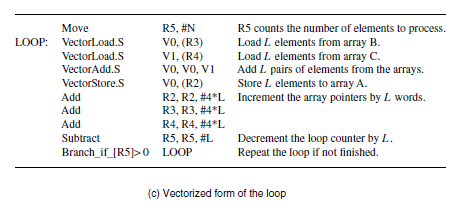 Move R5, #N R5 counts the number of elements to process.
LOOP: VectorLoad.S V0, (R3) Load L elements from array B.
VectorLoad.S V1, (R4) Load L elements from array C.
VectorAdd.S V0, V0, V1 Add L pairs of elements from the arrays.
VectorStore.S V0, (R2) Store L elements to array A.
Add R2, R2, #4*L Increment the array pointers by L words.
Add R3, R3, #4*L
Add R4, R4, #4*L
Subtract R5, R5, #L Decrement the loop counter by L.
Branch_if_[R5]>0 LOOP Repeat the loop if not finished.
(c) Vectorized form of the loop